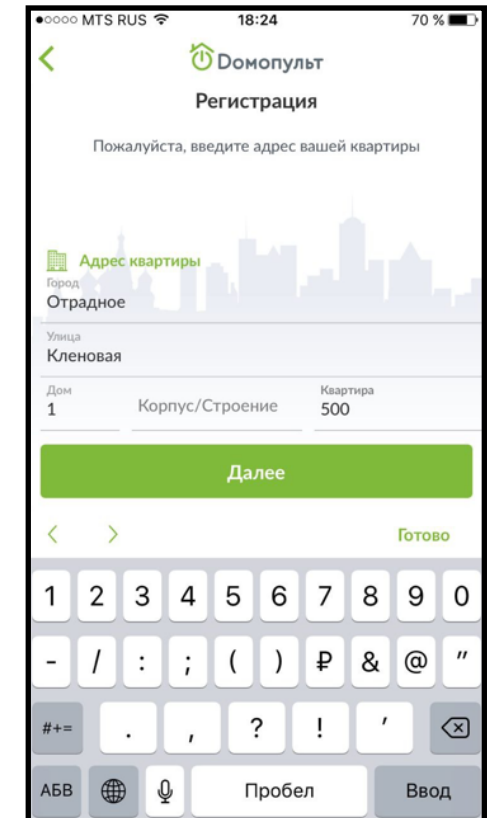 ●○○○○ MTS RUS 18:24 70 %
Домопульт
Регистрация
Пожалуйста, введите адрес вашей квартиры
Адрес квартиры
Город
Отрадное
Улица
Кленовая
Дом Квартира
1 Корпус/Строение 500
Далее
< > Готово
1 2 3 4 5 6 7 8 9 0
- / : ; ( ) ₽ & @ "
#+= . , ? ! '
АБВ Пробел Ввод